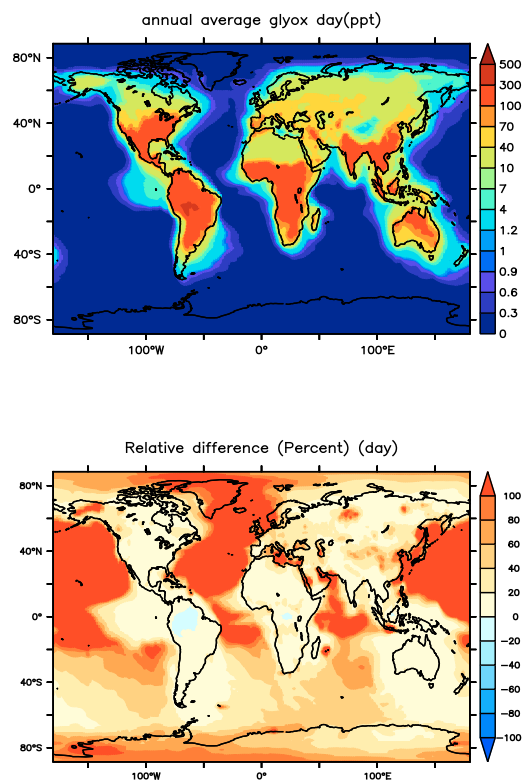 annual average glyox day(ppt)
80°N
40°N
0°
40°S
80°S
100°W 0° 100°E
500
300
100
70
40
10
7
4
1.2
1
0.9
0.6
0.3
0
Relative difference (Percent) (day)
80°N
40°N
0°
40°S
80°S
100°W 0° 100°E
100
80
60
40
20
0
−20
−40
−60
−80
−100